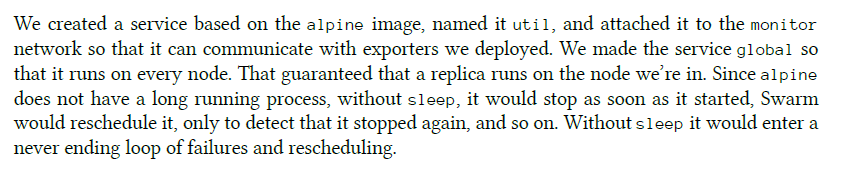 We created a service based on the alpine image, named it util, and attached it to the monitor
network so that it can communicate with exporters we deployed. We made the service global so
that it runs on every node. That guaranteed that a replica runs on the node we’re in. Since alpine
does not have a long running process, without sleep, it would stop as soon as it started, Swarm
would reschedule it, only to detect that it stopped again, and so on. Without sleep it would enter a
never ending loop of failures and rescheduling.